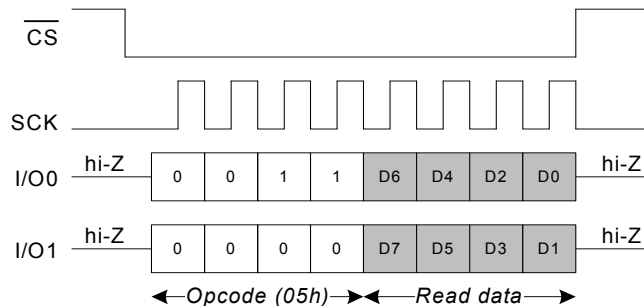 CS
SCK
I/O0 hi-Z 0 0 1 1 D6 D4 D2 D0 hi-Z
I/O1 hi-Z 0 0 0 0 D7 D5 D3 D1 hi-Z
Opcode (05h) Read data